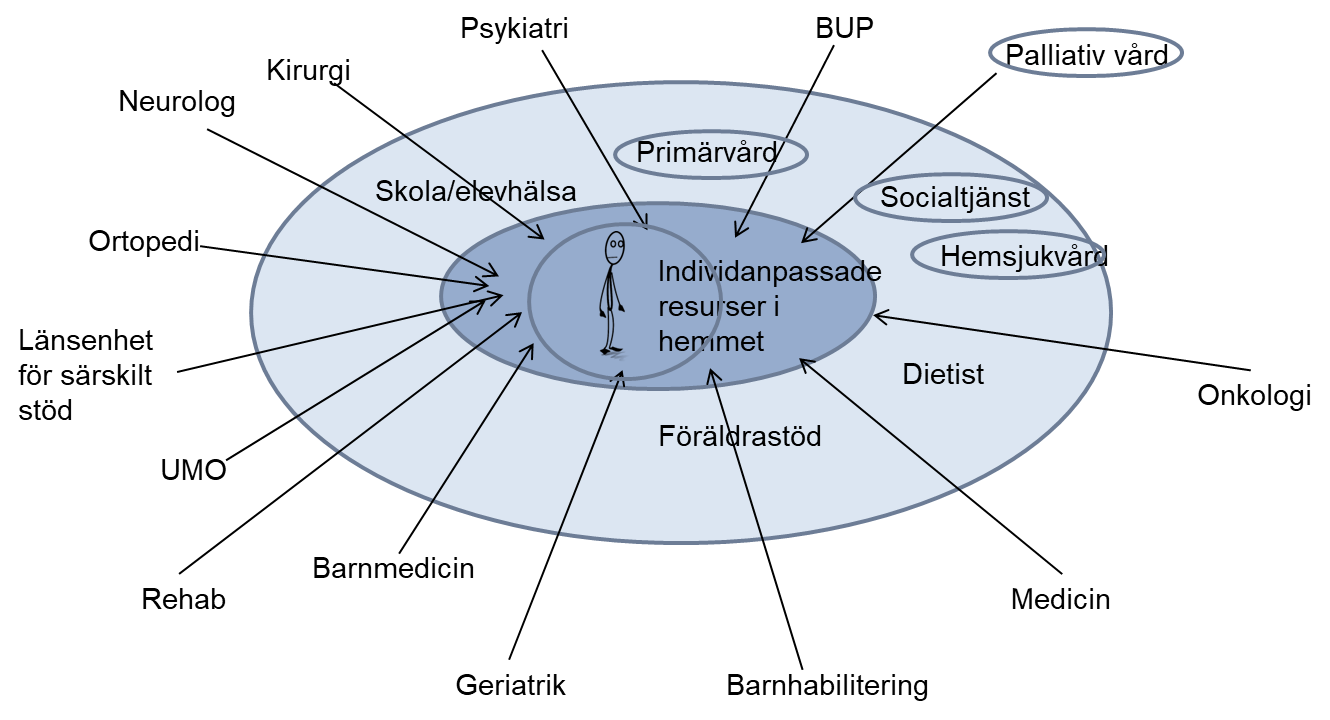 Psykiatri
BUP
Palliativ vård
Kirurgi
Neurolog
Primärvård
Skola/elevhälsa
Socialtjänst
Ortopedi
Hemsjukvård
Individanpassade
resurser i
hemmet
Länsenhet
för särskilt
stöd
Dietist
Onkologi
Föräldrastöd
UMO
Barnmedicin
Rehab
Medicin
Geriatrik
Barnhabilitering